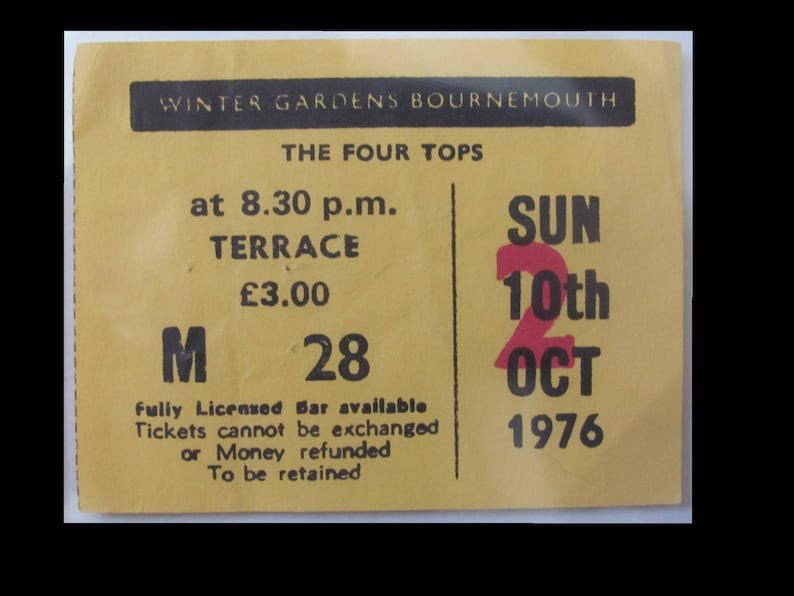 WINTER GARDENS BOURNEMOUTH
THE FOUR TOPS
at 8.30 p.m.
TERRACE
£3.00
M 28
Fully Licensed Bar available
Tickets cannot be exchanged
or Money refunded
To be retained
SUN
2
10th
OCT
1976